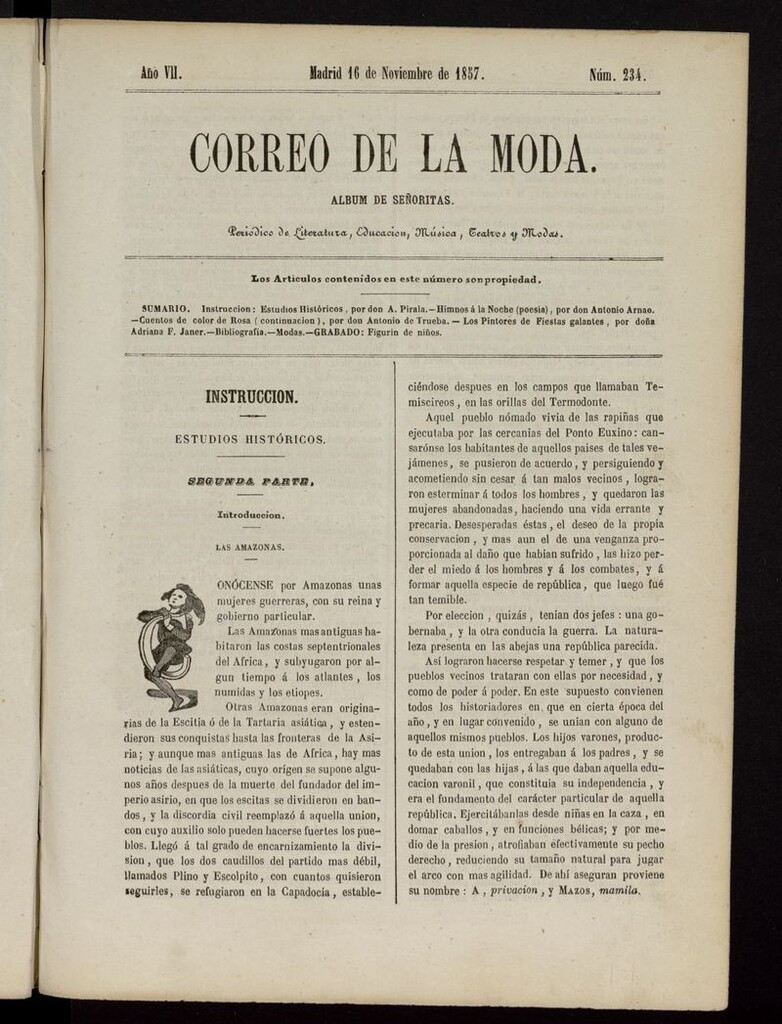 Año VII.
Madrid 16 de Noviembre de 1857.
Núm. 234.
CORREO DE LA MODA.
ALBUM DE SEÑORITAS.
Periódico de Literatura, Educacion, Música, Teatros y Modas.
Los Artículos contenidos en este número son propiedad.
SUMARIO. Instruccion: Estudios Históricos, por don A. Pirala.—Himnos á la Noche (poesía), por don Antonio Arnao.
—Cuentos de color de Rosa (continuacion), por don Antonio de Trueba.—Los Pintores de Fiestas galantes, por doña
Adriana F. Janer.—Bibliografía.—Modas.—GRABADO: Figurin de niños.
INSTRUCCION.
ESTUDIOS HISTÓRICOS.
SEGUNDA PARTE.
Introduccion.
LAS AMAZONAS.
CONÓCENSE por Amazonas unas
mujeres guerreras, con su reina y
gobierno particular.
Las Amazonas mas antiguas ha-
bitaron las costas septentrionales
del Africa, y subyugaron por al-
gun tiempo á los atlantes, los
numidas y los etiopes.
Otras Amazonas eran origina-
rias de la Escitia ó de la Tartaria asiática, y esten-
dieron sus conquistas hasta las fronteras de la Asi-
ria; y aunque mas antiguas las de Africa, hay mas
noticias de las asiáticas, cuyo orígen se supone algu-
nos años despues de la muerte del fundador del im-
perio asirio, en que los escitas se dividieron en ban-
dos, y la discordia civil reemplazó á aquella union,
con cuyo auxilio solo pueden hacerse fuertes los pue-
blos. Llegó á tal grado de encarnizamiento la divi-
sion, que los dos caudillos del partido mas débil,
llamados Plino y Escolpito, con cuantos quisieron
seguirles, se refugiaron en la Capadocia, estable-
ciéndose despues en los campos que llamaban Te-
miscireos, en las orillas del Termodonte.
Aquel pueblo nómado vivia de las rapiñas que
ejecutaba por las cercanias del Ponto Euxino: can-
sáronse los habitantes de aquellos paises de tales ve-
jámenes, se pusieron de acuerdo, y persiguiendo y
acometiendo sin cesar á tan malos vecinos, logra-
ron esterminar á todos los hombres, y quedaron las
mujeres abandonadas, haciendo una vida errante y
precaria. Desesperadas éstas, el deseo de la propia
conservacion, y mas aun el de una venganza pro-
porcionada al daño que habian sufrido, las hizo per-
der el miedo á los hombres y á los combates, y á
formar aquella especie de república, que luego fué
tan temible.
Por eleccion, quizás, tenían dos jefes: una go-
bernaba, y la otra conducia la guerra. La natura-
leza presenta en las abejas una república parecida.
Así lograron hacerse respetar y temer, y que los
pueblos vecinos trataran con ellas por necesidad, y
como de poder á poder. En este supuesto convienen
todos los historiadores en que en cierta época del
año, y en lugar convenido, se unian con alguno de
aquellos mismos pueblos. Los hijos varones, produc-
to de esta union, los entregaban á los padres, y se
quedaban con las hijas, á las que daban aquella edu-
cacion varonil, que constituia su independencia, y
era el fundamento del carácter particular de aquella
república. Ejercitábanlas desde niñas en la caza, en
domar caballos, y en funciones bélicas; y por me-
dio de la presion, atrofiaban efectivamente su pecho
derecho, reduciendo su tamaño natural para jugar
el arco con mas agilidad. De ahí aseguran proviene
su nombre: A, privacion, y MAZOS, mamila.